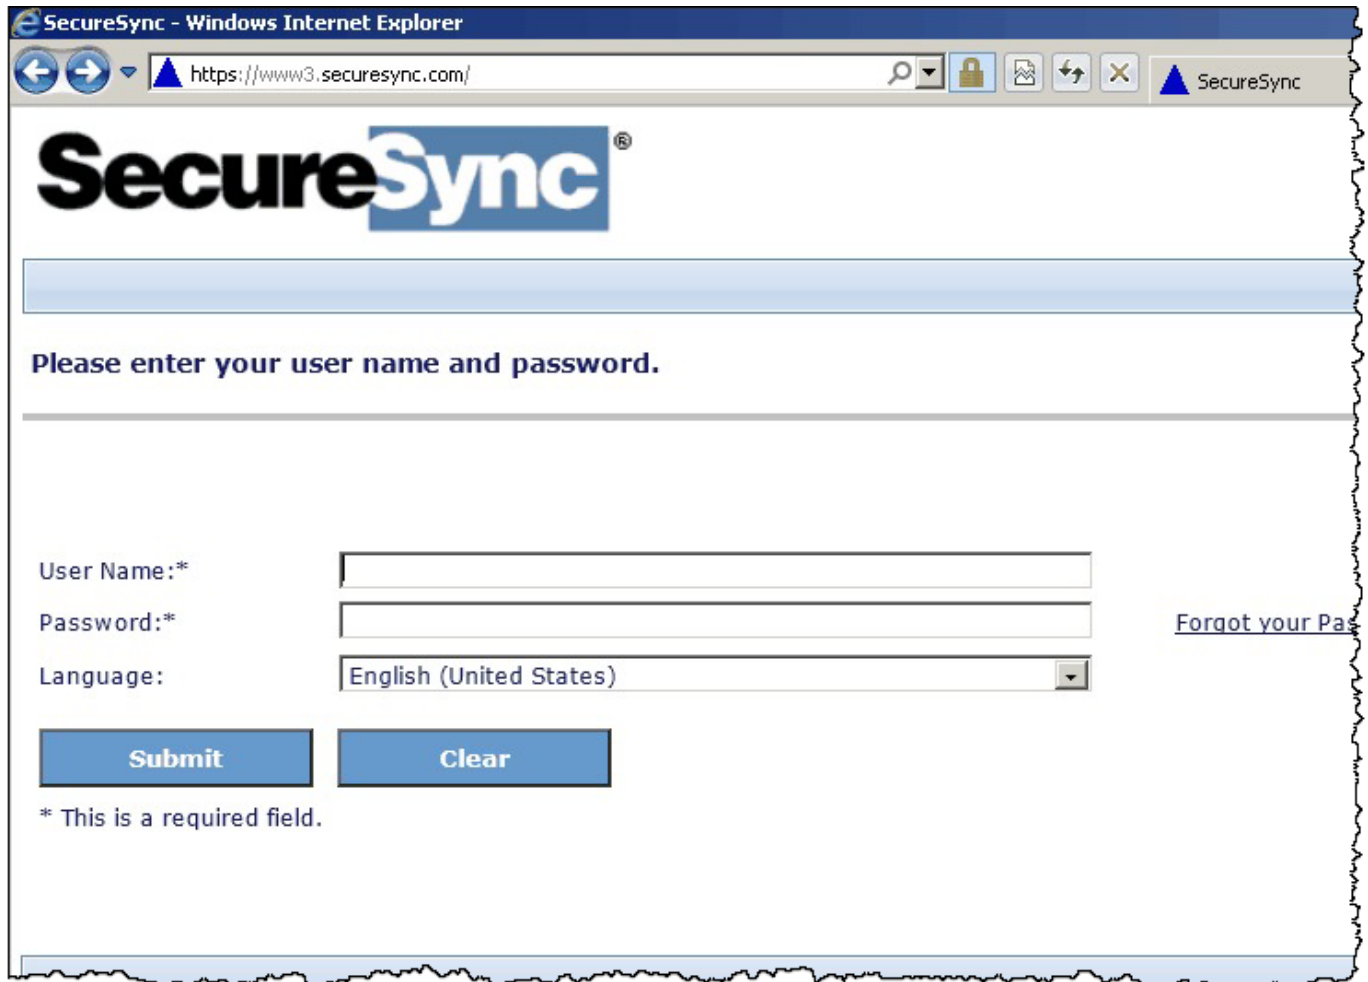 SecureSync - Windows Internet Explorer
https://www3.securesync.com/
SecureSync
SecureSync®
Please enter your user name and password.
User Name:*
Password:*
Forgot your Pas
Language:
English (United States)
Submit
Clear
* This is a required field.